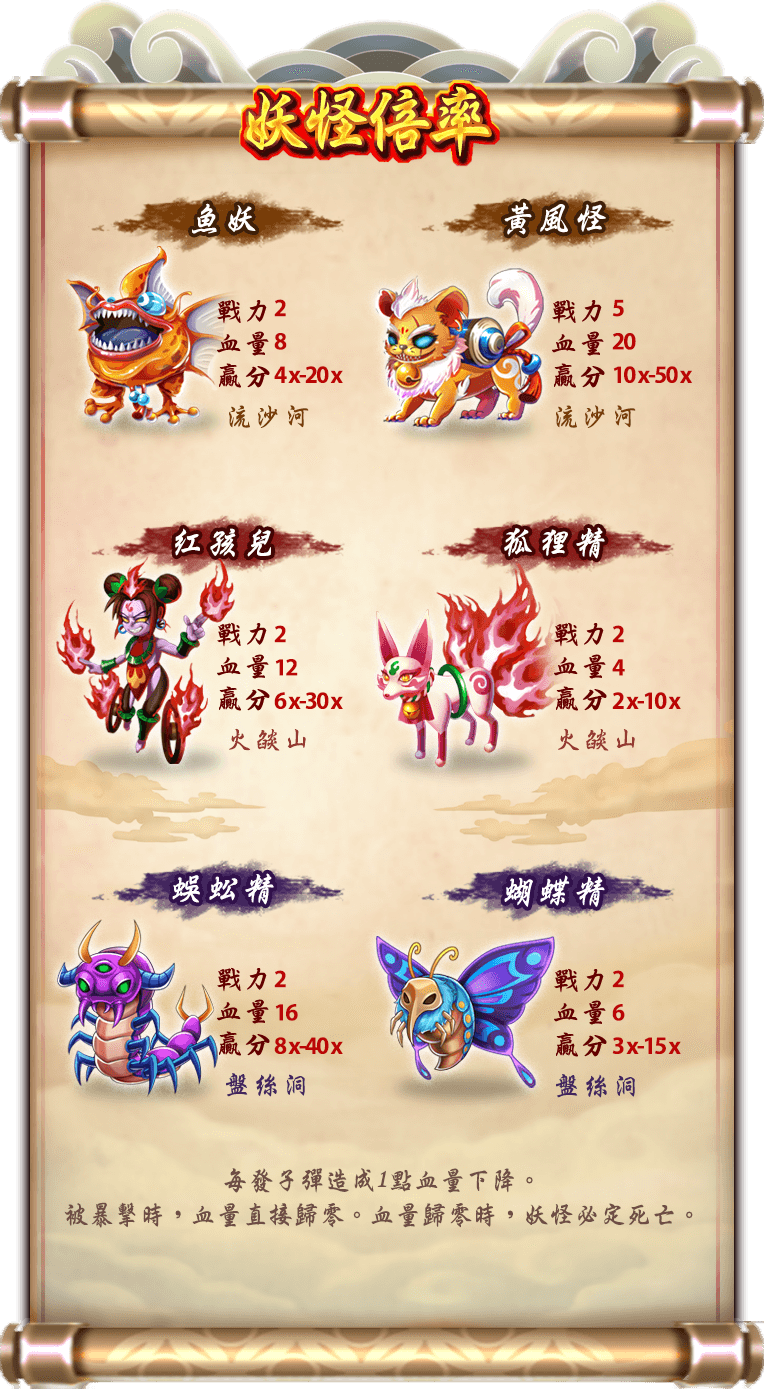 妖怪倍率
魚妖
戰力 2
血量 8
贏分 4x-20x
流沙河
黃風怪
戰力 5
血量 20
贏分 10x-50x
流沙河
红孩兒
戰力 2
血量 12
贏分 6x-30x
火燄山
狐狸精
戰力 2
血量 4
贏分 2x-10x
火燄山
蜈蚣精
戰力 2
血量 16
贏分 8x-40x
盤絲洞
蝴蝶精
戰力 2
血量 6
贏分 3x-15x
盤絲洞
每發子彈造成1點血量下降。
被暴擊時，血量直接歸零。血量歸零時，妖怪必定死亡。